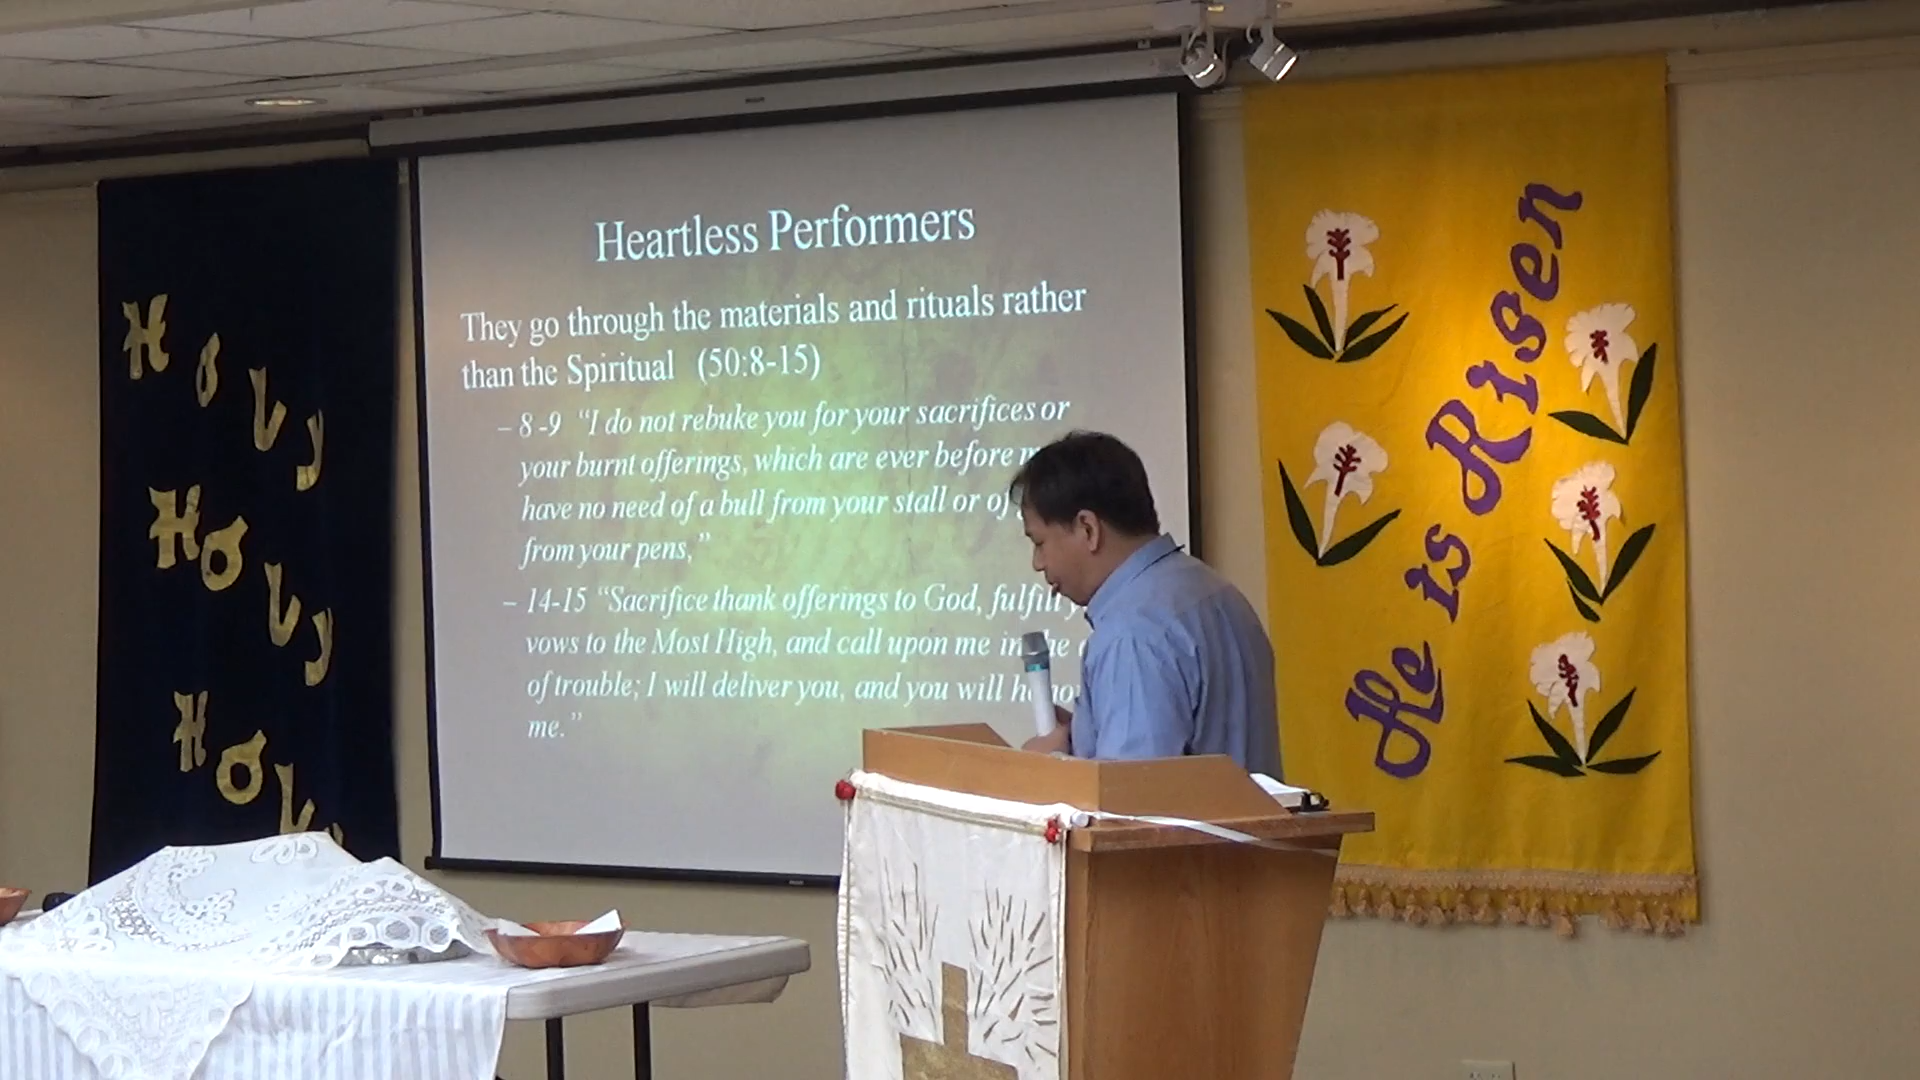 Holy
Holy
Holy
Heartless Performers
They go through the materials and rituals rather
than the Spiritual (50:8-15)
– 8-9 “I do not rebuke you for your sacrifices or
your burnt offerings, which are ever before
have no need of a bull from your stall or of
from your pens,”
– 14-15 “Sacrifice thank offerings to God, fulfill
vows to the Most High, and call upon me in
of trouble; I will deliver you, and you will
me.”
He is Risen